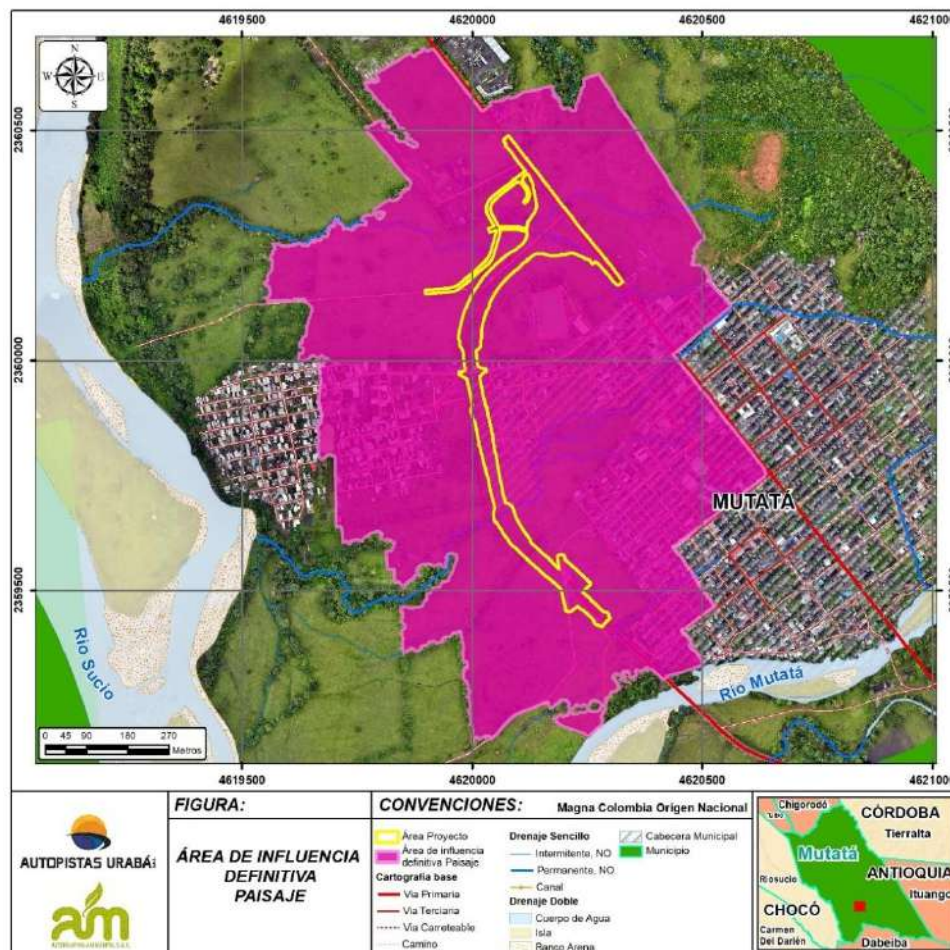 4619500 4620000 4620500 4621000
N
W E
S
2360500
2360000
2359500
MUTATÁ
Río Sucio
Río Mutatá
0 45 90 180 270
Metros
4619500 4620000 4620500 4621000
AUTOPISTAS URABÁ
am
FIGURA:
ÁREA DE INFLUENCIA
DEFINITIVA
PAISAJE
CONVENCIONES: Magna Colombia Origen Nacional
Área Proyecto
Área de influencia
definitiva Paisaje
Cartografía base
Vía Primaria
Vía Terciaria
Vía Carreteable
Camino
Drenaje Sencillo
Intermitente, NO
Permanente, NO
Canal
Drenaje Doble
Cuerpo de Agua
Isla
Banco Arena
Cabecera Municipal
Municipio
Chigorodó
CÓRDOBA
Tierralta
Mutatá
ANTIOQUIA
Riosucio
Ituango
CHOCÓ
Carmen
Del Darién
Dabeiba